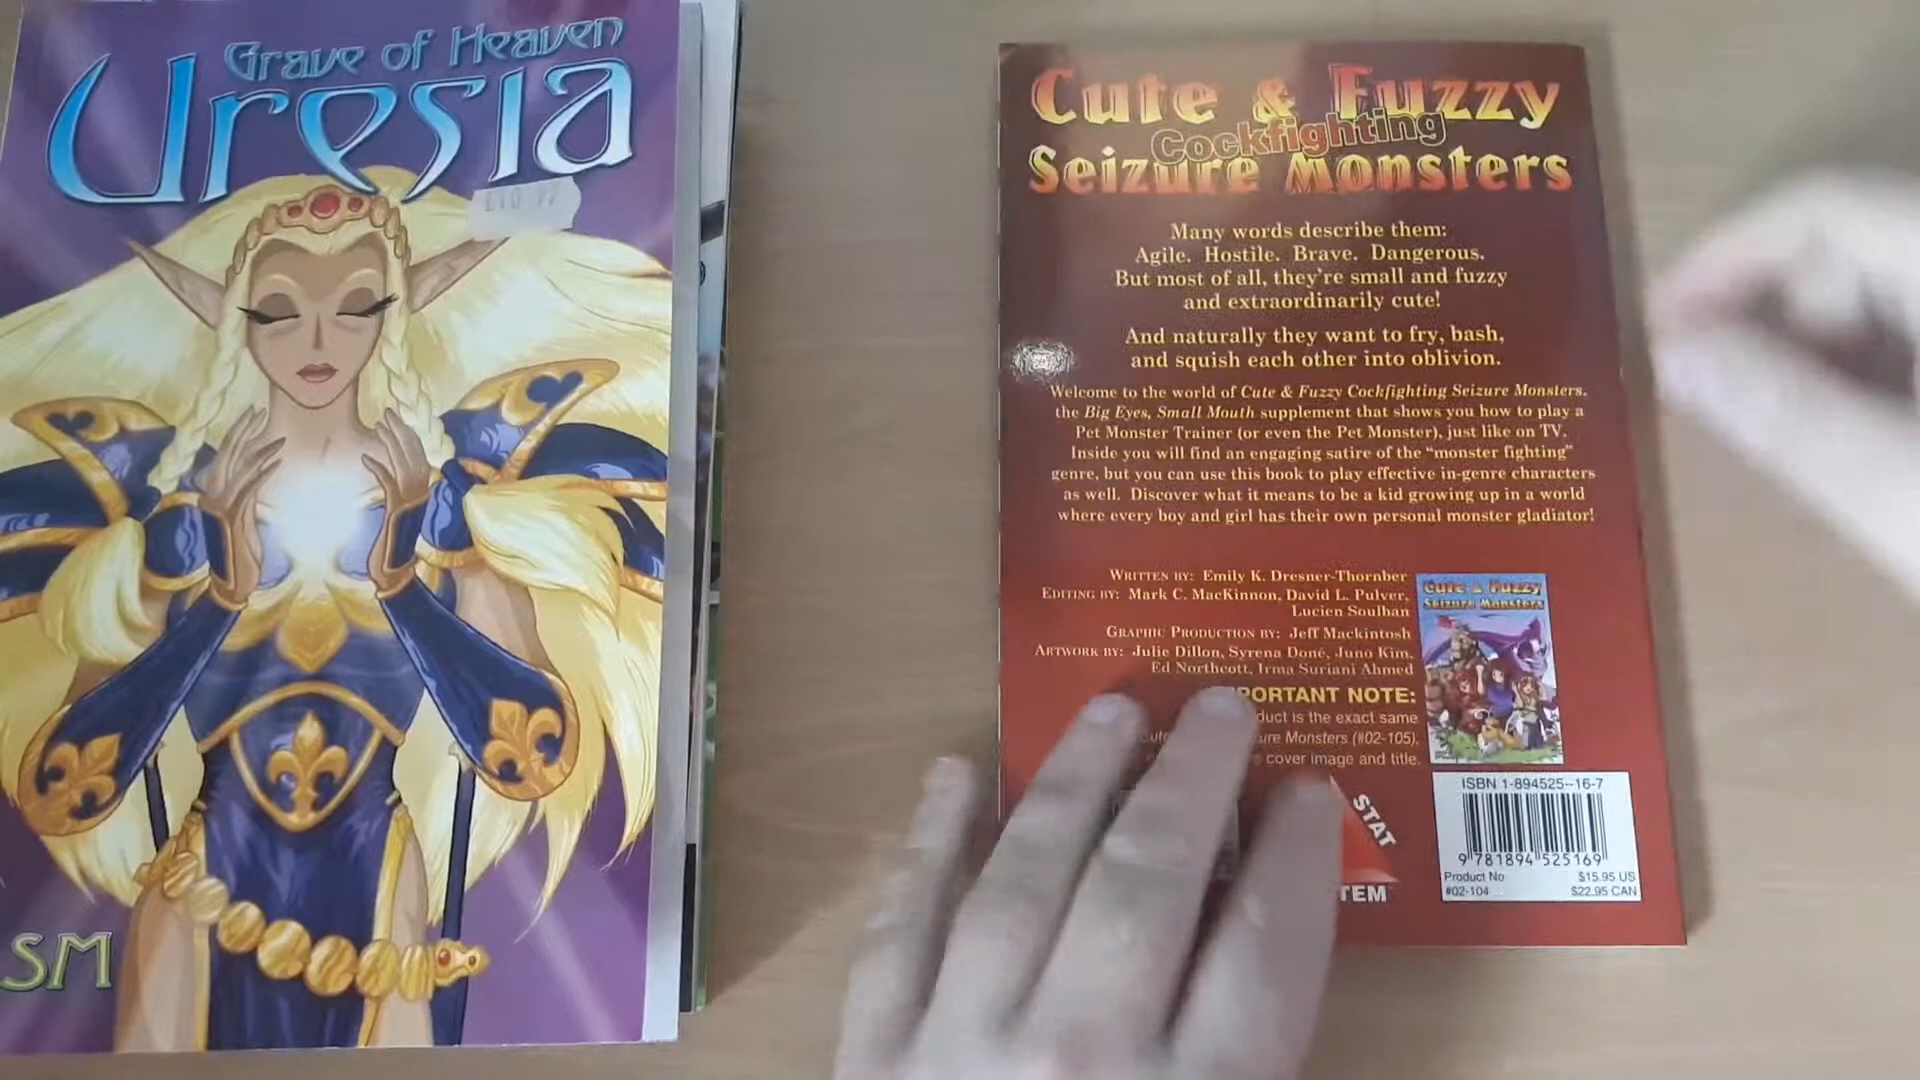 Grave of Heaven
Uresia
SM
Cute & Fuzzy
Cockfighting
Seizure Monsters
Many words describe them:
Agile. Hostile. Brave. Dangerous.
But most of all, they're small and fuzzy
and extraordinarily cute!
And naturally they want to fry, bash,
and squish each other into oblivion.
Welcome to the world of Cute & Fuzzy Cockfighting Seizure Monsters,
the Big Eyes, Small Mouth supplement that shows you how to play a
Pet Monster Trainer (or even the Pet Monster), just like on TV.
Inside you will find an engaging satire of the "monster fighting"
genre, but you can use this book to play effective in-genre characters
as well. Discover what it means to be a kid growing up in a world
where every boy and girl has their own personal monster gladiator!
Written by: Emily K. Dresner-Thornber
Editing by: Mark C. MacKinnon, David L. Pulver,
Lucien Soulban
Graphic Production by: Jeff Mackintosh
Artwork by: Julie Dillon, Syrena Doné, Juno Kim,
Ed Northcott, Irma Suriani Ahmed
Cute & Fuzzy
Seizure Monsters
PORTANT NOTE:
duct is the exact same
Cute ure Monsters (#02-105),
cover image and title.
STAT
TEM
ISBN 1-894525--16-7
9 781894 525169
Product No $15.95 US
#02-104 $22.95 CAN